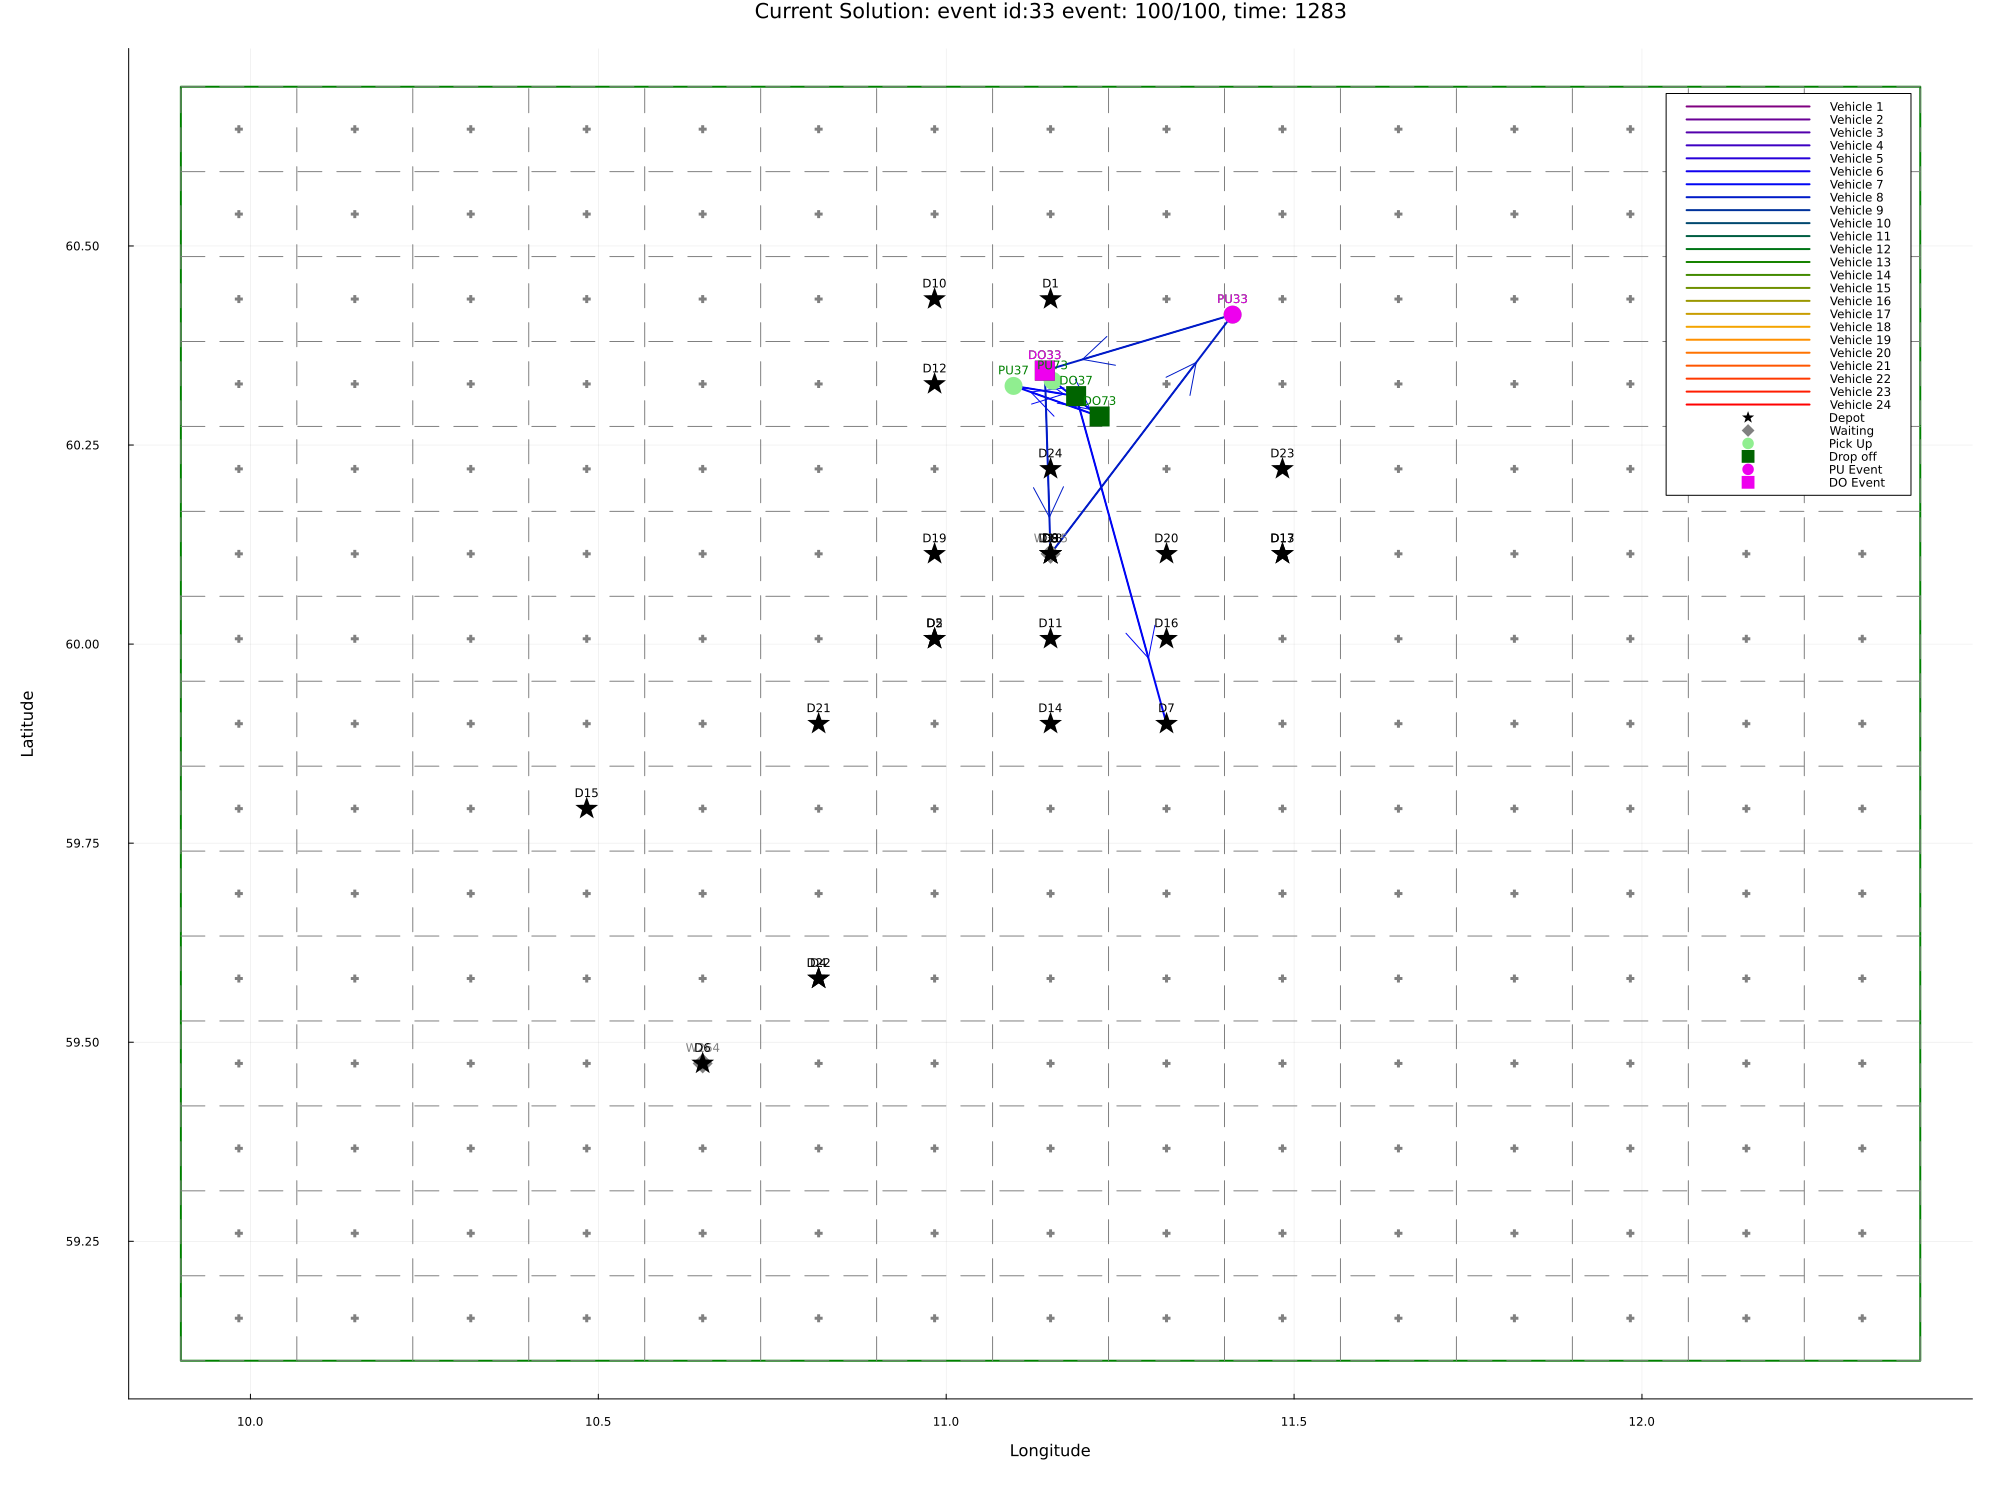 Current Solution: event id:33 event: 100/100, time: 1283
Vehicle 1
Vehicle 2
Vehicle 3
Vehicle 4
Vehicle 5
Vehicle 6
Vehicle 7
Vehicle 8
Vehicle 9
Vehicle 10
Vehicle 11
Vehicle 12
Vehicle 13
Vehicle 14
Vehicle 15
Vehicle 16
Vehicle 17
Vehicle 18
Vehicle 19
Vehicle 20
Vehicle 21
Vehicle 22
Vehicle 23
Vehicle 24
Depot
Waiting
Pick Up
Drop off
PU Event
DO Event
60.50
60.25
60.00
59.75
59.50
59.25
Latitude
D10
D1
PU33
DO33
PU73
D12
PU37
DO37
DO73
D24
D23
D19
D20
D11
D16
D21
D14
D7
D15
D6
10.0
10.5
11.0
11.5
12.0
Longitude